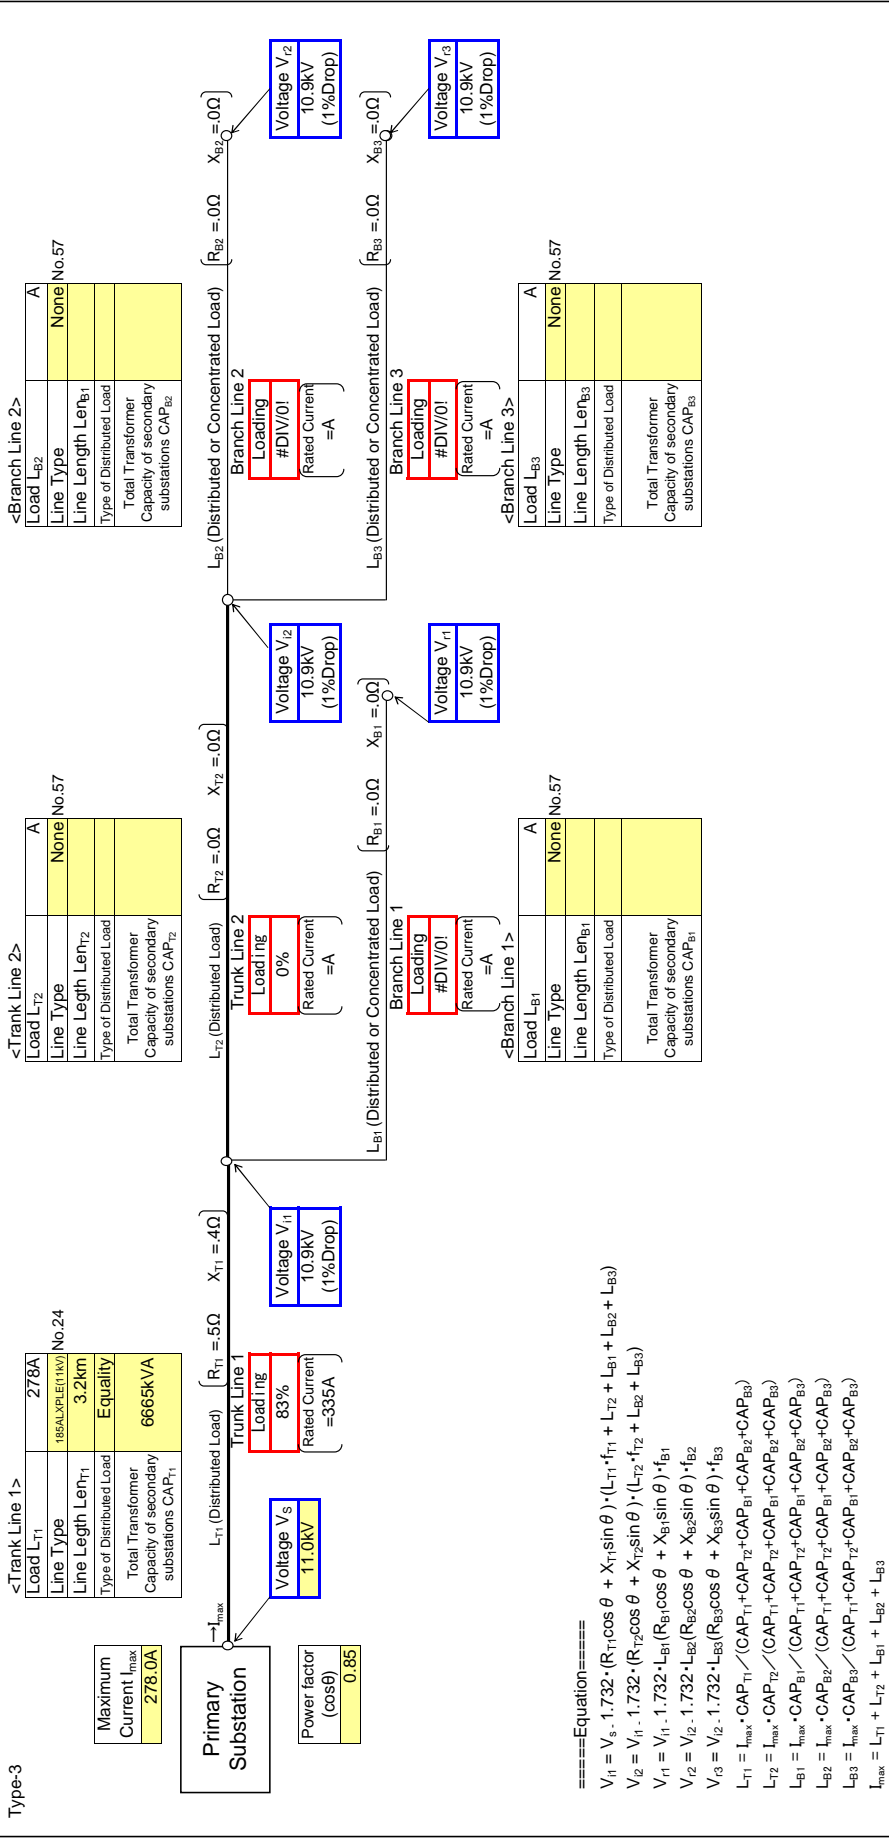 Type-3
Maximum
Current Imax
278.0A
Primary
Substation
Power factor
(cosθ)
0.85
→Imax
Voltage VS
11.0kV
<Trank Line 1>
Load LT1 278A
Line Type 185ALXPLE(11kV) No.24
Line Legth LenT1 3.2km
Type of Distributed Load Equality
Total Transformer
Capacity of secondary
substations CAPT1
6665kVA
LT1 (Distributed Load)
RT1 =.5Ω XT1 =.4Ω
Trunk Line 1
Loading
83%
Rated Current
=335A
Voltage Vi1
10.9kV
(1%Drop)
<Trank Line 2>
Load LT2 A
Line Type None No.57
Line Legth LenT2
Type of Distributed Load
Total Transformer
Capacity of secondary
substations CAPT2
LT2 (Distributed Load)
RT2 =.0Ω XT2 =.0Ω
Trunk Line 2
Loading
0%
Rated Current
=A
Voltage Vi2
10.9kV
(1%Drop)
LB1 (Distributed or Concentrated Load)
RB1 =.0Ω XB1 =.0Ω
Branch Line 1
Loading
#DIV/0!
Rated Current
=A
Voltage Vr1
10.9kV
(1%Drop)
<Branch Line 1>
Load LB1 A
Line Type None No.57
Line Length LenB1
Type of Distributed Load
Total Transformer
Capacity of secondary
substations CAPB1
<Branch Line 2>
Load LB2 A
Line Type None No.57
Line Length LenB1
Type of Distributed Load
Total Transformer
Capacity of secondary
substations CAPB2
LB2 (Distributed or Concentrated Load)
RB2 =.0Ω XB2 =.0Ω
Branch Line 2
Loading
#DIV/0!
Rated Current
=A
Voltage Vr2
10.9kV
(1%Drop)
LB3 (Distributed or Concentrated Load)
RB3 =.0Ω XB3 =.0Ω
Branch Line 3
Loading
#DIV/0!
Rated Current
=A
Voltage Vr3
10.9kV
(1%Drop)
<Branch Line 3>
Load LB3 A
Line Type None No.57
Line Length LenB3
Type of Distributed Load
Total Transformer
Capacity of secondary
substations CAPB3
=====Equation=====
Vi1 = Vs - 1.732・(RT1cosθ + XT1sinθ)・(LT1・fT1 + LT2 + LB1 + LB2 + LB3)
Vi2 = Vi1 - 1.732・(RT2cosθ + XT2sinθ)・(LT2・fT2 + LB2 + LB3)
Vr1 = Vi1 - 1.732・LB1(RB1cosθ + XB1sinθ)・fB1
Vr2 = Vi2 - 1.732・LB2(RB2cosθ + XB2sinθ)・fB2
Vr3 = Vi2 - 1.732・LB3(RB3cosθ + XB3sinθ)・fB3
LT1 = Imax・CAPT1／(CAPT1+CAPT2+CAPB1+CAPB2+CAPB3)
LT2 = Imax・CAPT2／(CAPT1+CAPT2+CAPB1+CAPB2+CAPB3)
LB1 = Imax・CAPB1／(CAPT1+CAPT2+CAPB1+CAPB2+CAPB3)
LB2 = Imax・CAPB2／(CAPT1+CAPT2+CAPB1+CAPB2+CAPB3)
LB3 = Imax・CAPB3／(CAPT1+CAPT2+CAPB1+CAPB2+CAPB3)
Imax = LT1 + LT2 + LB1 + LB2 + LB3